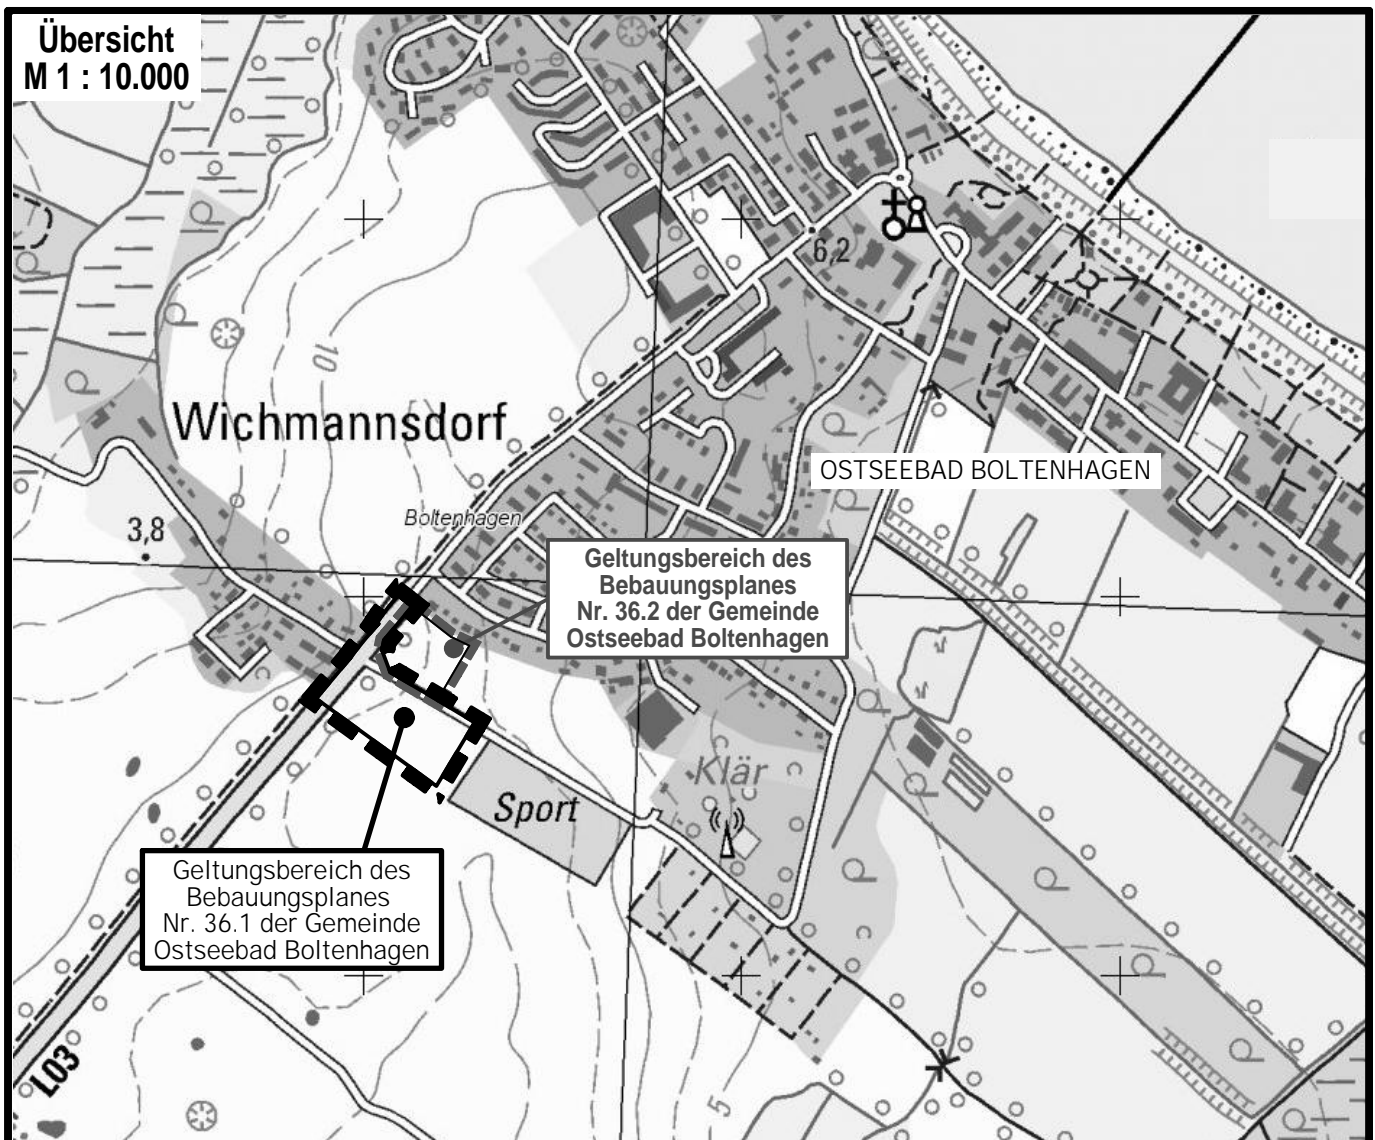 Übersicht
M 1 : 10.000
6,2
10
Wichmannsdorf
OSTSEEBAD BOLTENHAGEN
3,8
Boltenhagen
Geltungsbereich des
Bebauungsplanes
Nr. 36.2 der Gemeinde
Ostseebad Boltenhagen
Klär
Sport
Geltungsbereich des
Bebauungsplanes
Nr. 36.1 der Gemeinde
Ostseebad Boltenhagen
L03
5